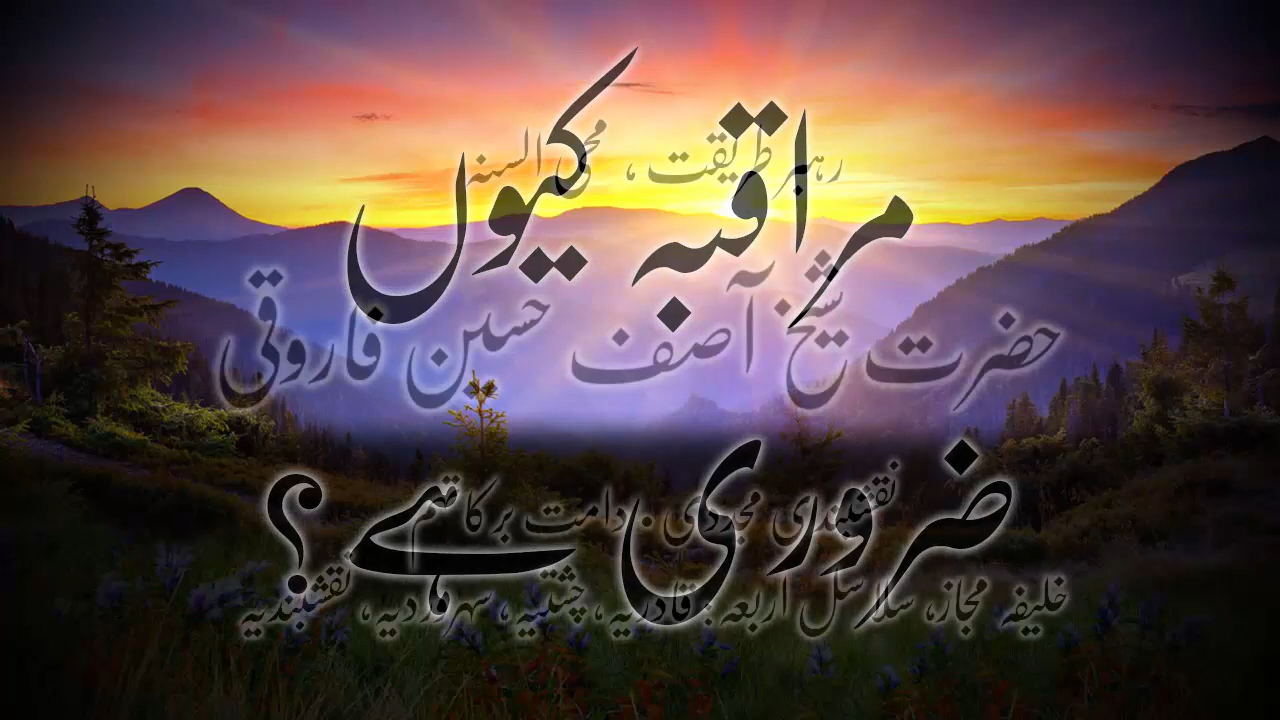 مراقبہ کیوں
ضروری ہے؟
رہبر طریقت، محی السنہ
حضرت شیخ آصف حسین فاروقی
نقشبندی مجددی دامت برکاتہم
خلیفہ مجاز، سلاسل اربعہ: قادریہ، چشتیہ، سہروردیہ، نقشبندیہ